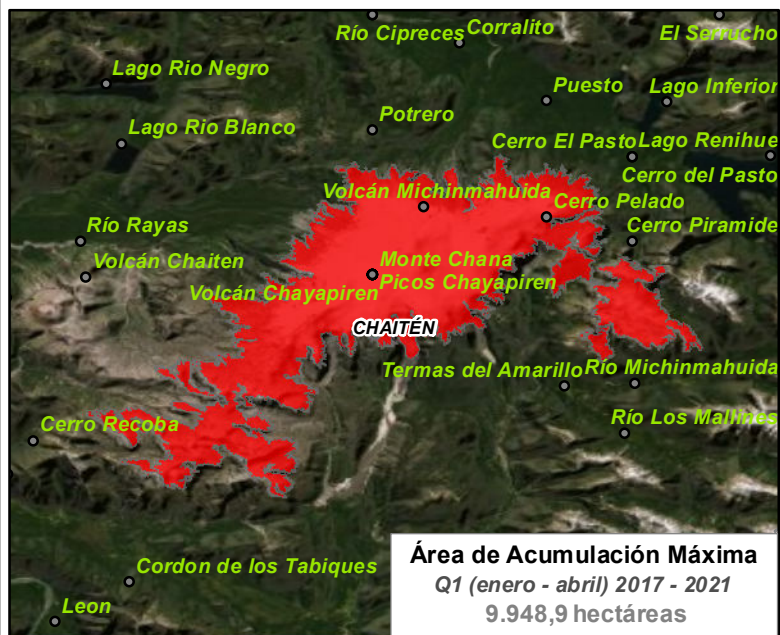 Río Cipreces
Corralito
El Serrucho
Lago Rio Negro
Puesto
Lago Inferior
Lago Rio Blanco
Potrero
Cerro El Pasto
Lago Renihue
Cerro del Pasto
Volcán Michinmahuida
Cerro Pelado
Río Rayas
Cerro Piramide
Volcán Chaiten
Monte Chana
Volcán Chayapiren
Picos Chayapiren
CHAITÉN
Termas del Amarillo
Río Michinmahuida
Cerro Recoba
Río Los Mallines
Cordon de los Tabiques
Leon
Área de Acumulación Máxima
Q1 (enero - abril) 2017 - 2021
9.948,9 hectáreas